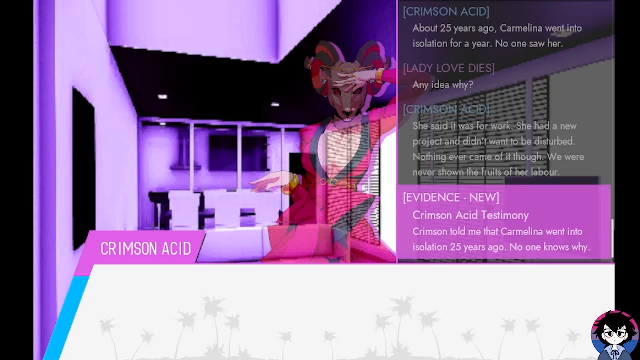 [CRIMSON ACID]
About 25 years ago, Carmelina went into
isolation for a year. No one saw her.
[LADY LOVE DIES]
Any idea why?
[CRIMSON ACID]
She said it was for work. She had a new
project and didn't want to be disturbed.
Nothing ever came of it though. We were
never shown the fruits of her labour.
[EVIDENCE - NEW]
Crimson Acid Testimony
Crimson told me that Carmelina went into
isolation 25 years ago. No one knows why.
CRIMSON ACID